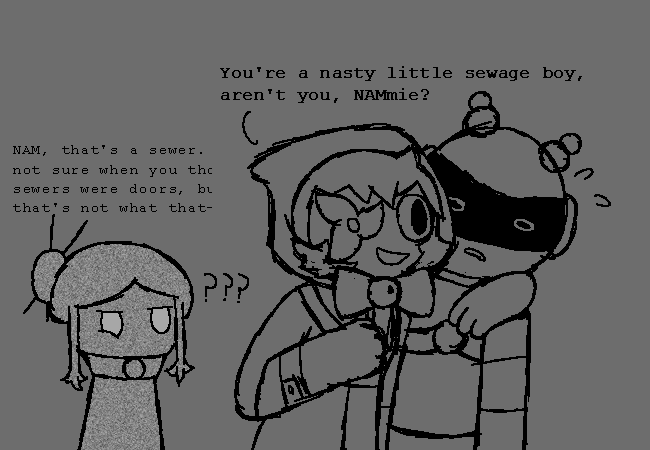 You're a nasty little sewage boy,
aren't you, NAMmie?
NAM, that's a sewer.
not sure when you tho
sewers were doors, bu
that's not what that-
???